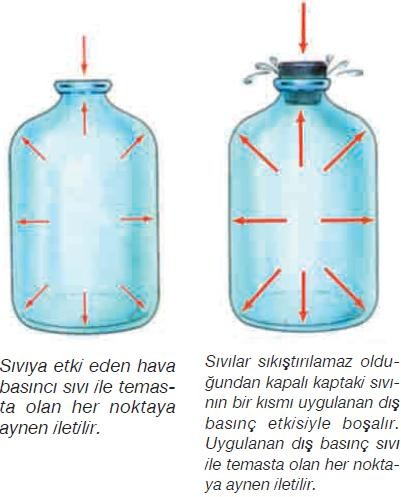 Sıvıya etki eden hava
basıncı sıvı ile temas-
ta olan her noktaya
aynen iletilir.
Sıvılar sıkıştırılamaz oldu-
ğundan kapalı kaptaki sıvı-
nın bir kısmı uygulanan dış
basınç etkisiyle boşalır.
Uygulanan dış basınç sıvı
ile temasta olan her nokta-
ya aynen iletilir.